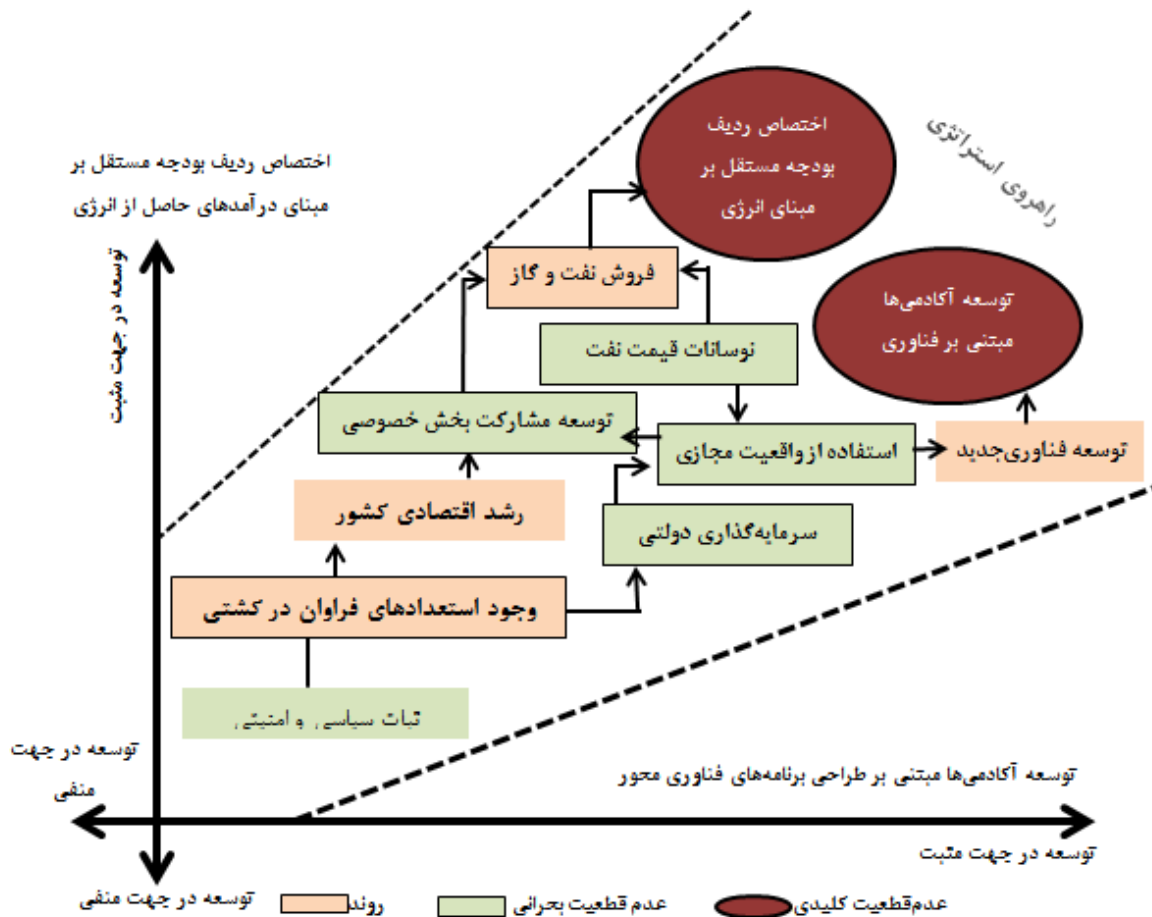 اختصاص ردیف
بودجه مستقل بر
مبنای انرژی
راهروی استراتژی
اختصاص ردیف بودجه مستقل بر
مبنای درآمدهای حاصل از انرژی
توسعه در جهت مثبت
فروش نفت و گاز
توسعه آکادمی‌ها
مبتنی بر فناوری
نوسانات قیمت نفت
توسعه مشارکت بخش خصوصی
استفاده از واقعیت مجازی
توسعه فناوری‌جدید
رشد اقتصادی کشور
سرمایه‌گذاری دولتی
وجود استعدادهای فراوان در کشتی
ثبات سیاسی و امنیتی
توسعه در جهت
منفی
توسعه آکادمی‌ها مبتنی بر طراحی برنامه‌های فناوری محور
توسعه در جهت مثبت
توسعه در جهت منفی
روند
عدم قطعیت بحرانی
عدم‌قطعیت کلیدی